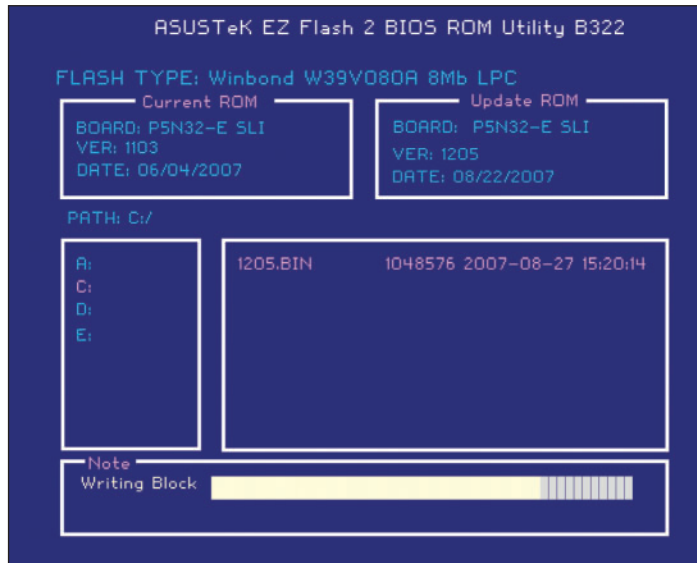 ASUSTeK EZ Flash 2 BIOS ROM Utility B322
FLASH TYPE: Winbond W39V080A 8Mb LPC
Current ROM
BOARD: P5N32-E SLI
VER: 1103
DATE: 06/04/2007
Update ROM
BOARD: P5N32-E SLI
VER: 1205
DATE: 08/22/2007
PATH: C:/
A:
C:
D:
E:
1205.BIN 1048576 2007-08-27 15:20:14
Note
Writing Block